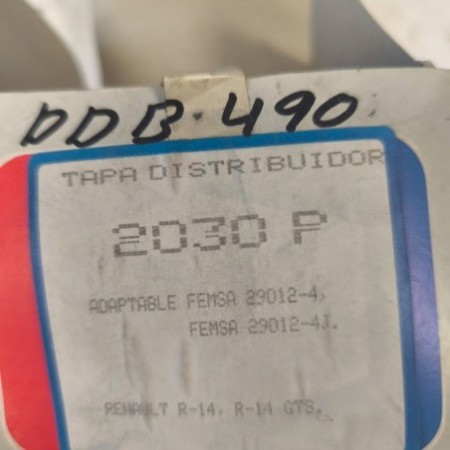 DDB. 490
TAPA DISTRIBUIDOR
2030 P
ADAPTABLE FEMSA 29012-4,
FEMSA 29012-4J.
RENAULT R-14, R-14 GTS.